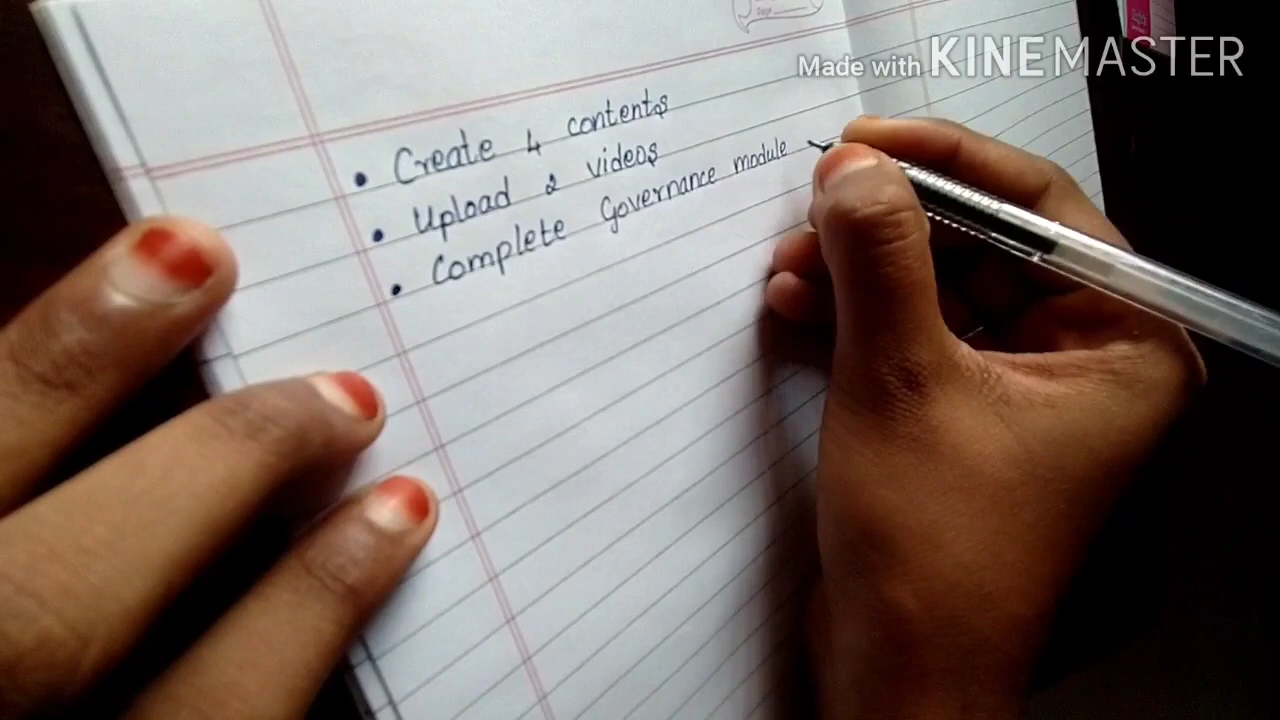 Made with KINEMASTER
• Create 4 contents
• Upload 2 videos
• Complete Governance module